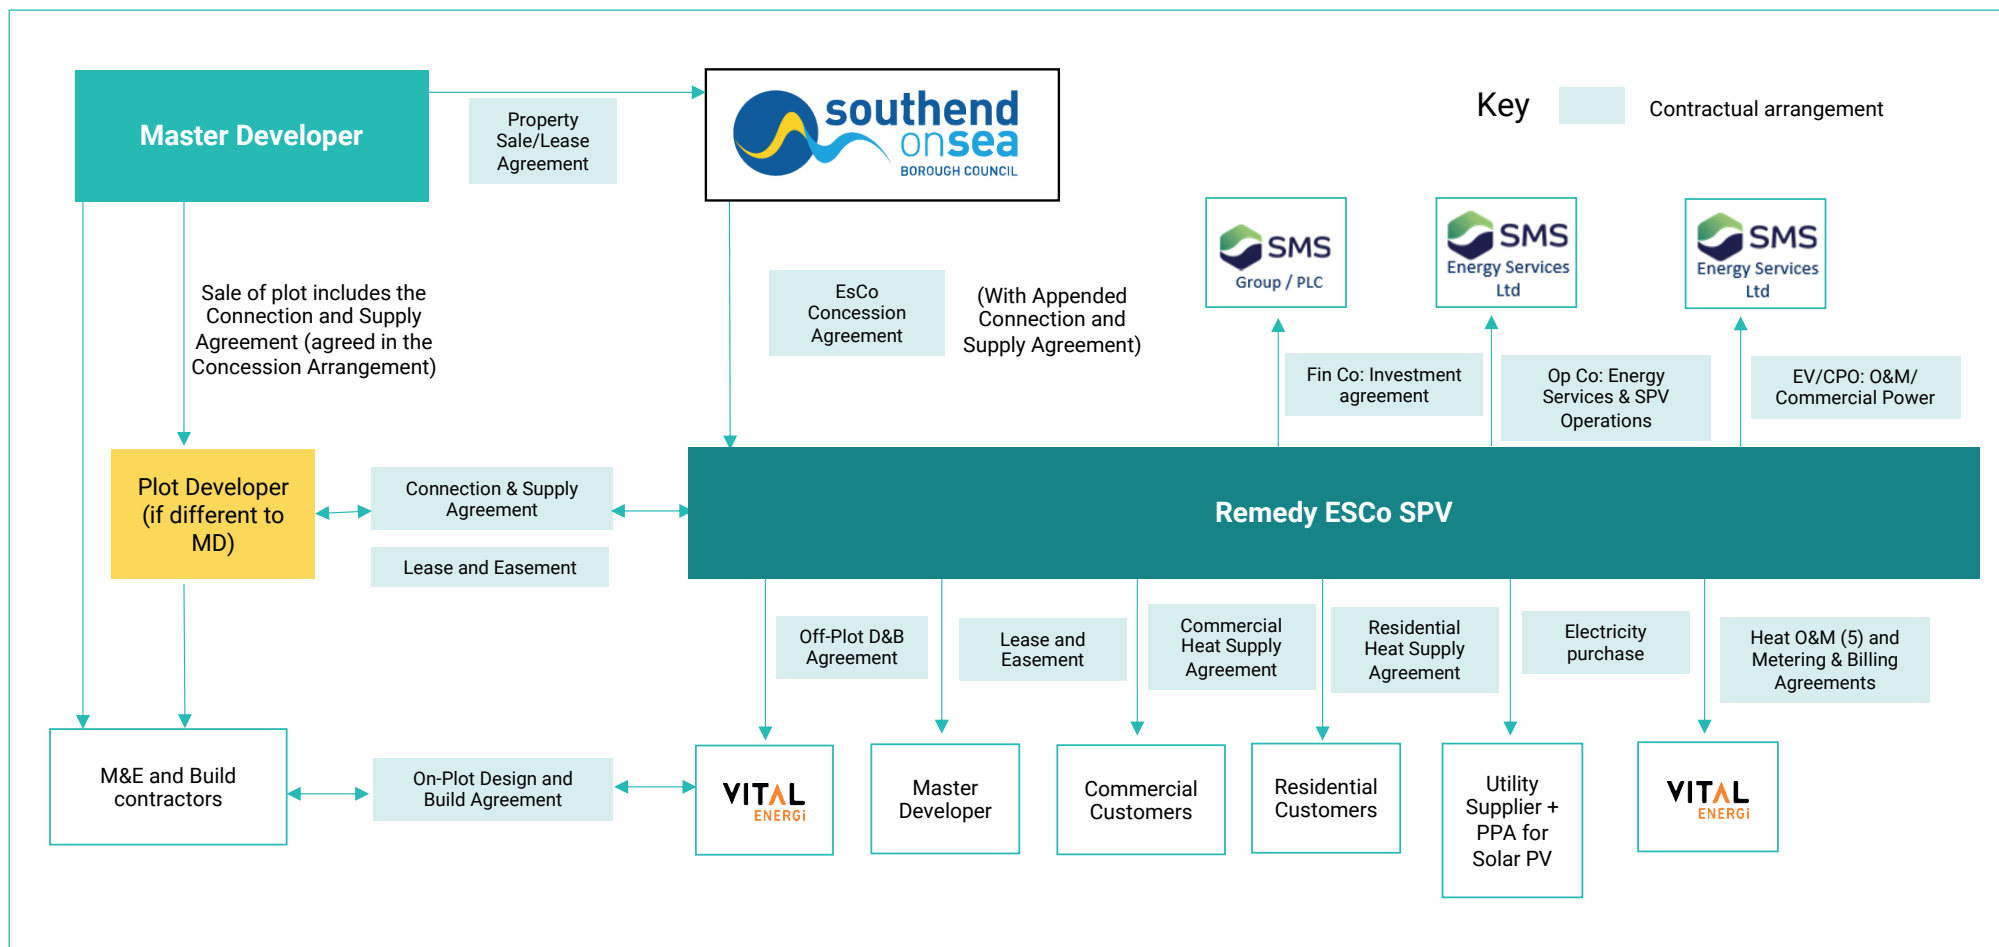 Master Developer
Property
Sale/Lease
Agreement
southend
onsea
BOROUGH COUNCIL
Key
Contractual arrangement
Sale of plot includes the
Connection and Supply
Agreement (agreed in the
Concession Arrangement)
EsCo
Concession
Agreement
(With Appended
Connection and
Supply Agreement)
SMS
Group / PLC
SMS
Energy Services
Ltd
SMS
Energy Services
Ltd
Fin Co: Investment
agreement
Op Co: Energy
Services & SPV
Operations
EV/CPO: O&M/
Commercial Power
Plot Developer
(if different to
MD)
Connection & Supply
Agreement
Lease and Easement
Remedy ESCo SPV
Off-Plot D&B
Agreement
Lease and
Easement
Commercial
Heat Supply
Agreement
Residential
Heat Supply
Agreement
Electricity
purchase
Heat O&M (5) and
Metering & Billing
Agreements
M&E and Build
contractors
On-Plot Design and
Build Agreement
VITAL
ENERGi
Master
Developer
Commercial
Customers
Residential
Customers
Utility
Supplier +
PPA for
Solar PV
VITAL
ENERGi